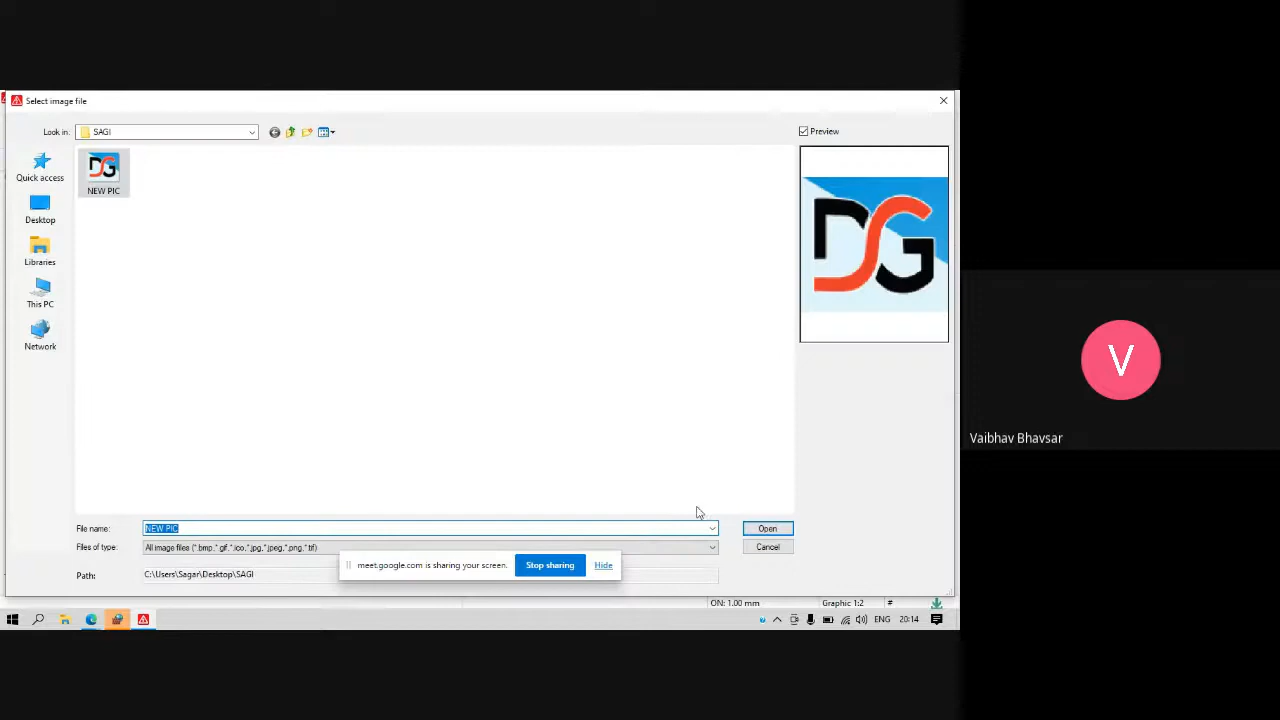 Select image file
Look in: SAGI
Preview
Quick access
Desktop
Libraries
This PC
Network
DG
NEW PIC
DSG
File name: NEW PIC
Open
Files of type: All image files (*.bmp,*.gif,*.ico,*.jpg,*.jpeg,*.png,*.tif)
Cancel
meet.google.com is sharing your screen.
Stop sharing
Hide
Path: C:\Users\Sagar\Desktop\SAGI
ON: 1.00 mm
Graphic 1:2
#
ENG
20:14
V
Vaibhav Bhavsar